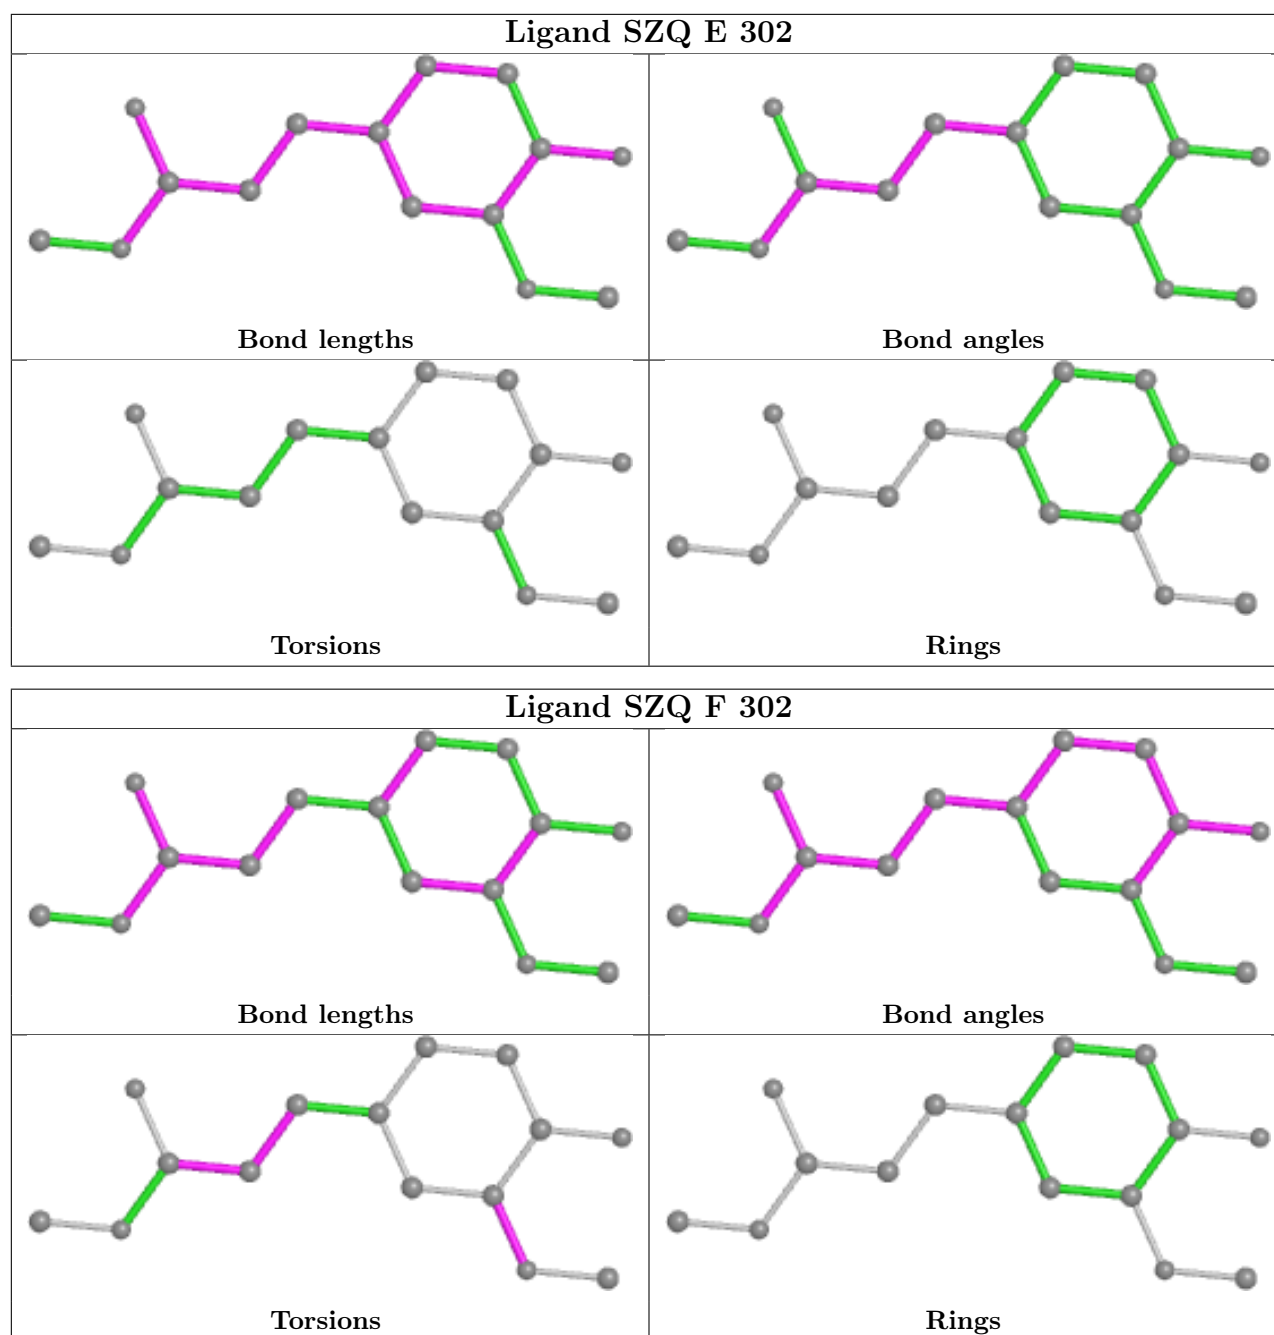 Ligand SZQ E 302
Bond lengths
Bond angles
Torsions
Rings
Ligand SZQ F 302
Bond lengths
Bond angles
Torsions
Rings